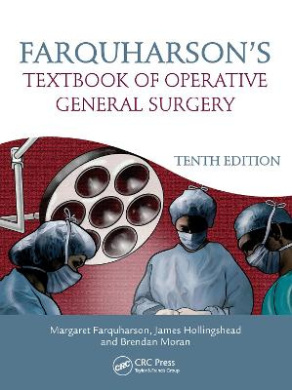 FARQUHARSON'S
TEXTBOOK OF OPERATIVE
GENERAL SURGERY
TENTH EDITION
Margaret Farquharson, James Hollingshead
and Brendan Moran
CRC
CRC Press
Taylor & Francis Group